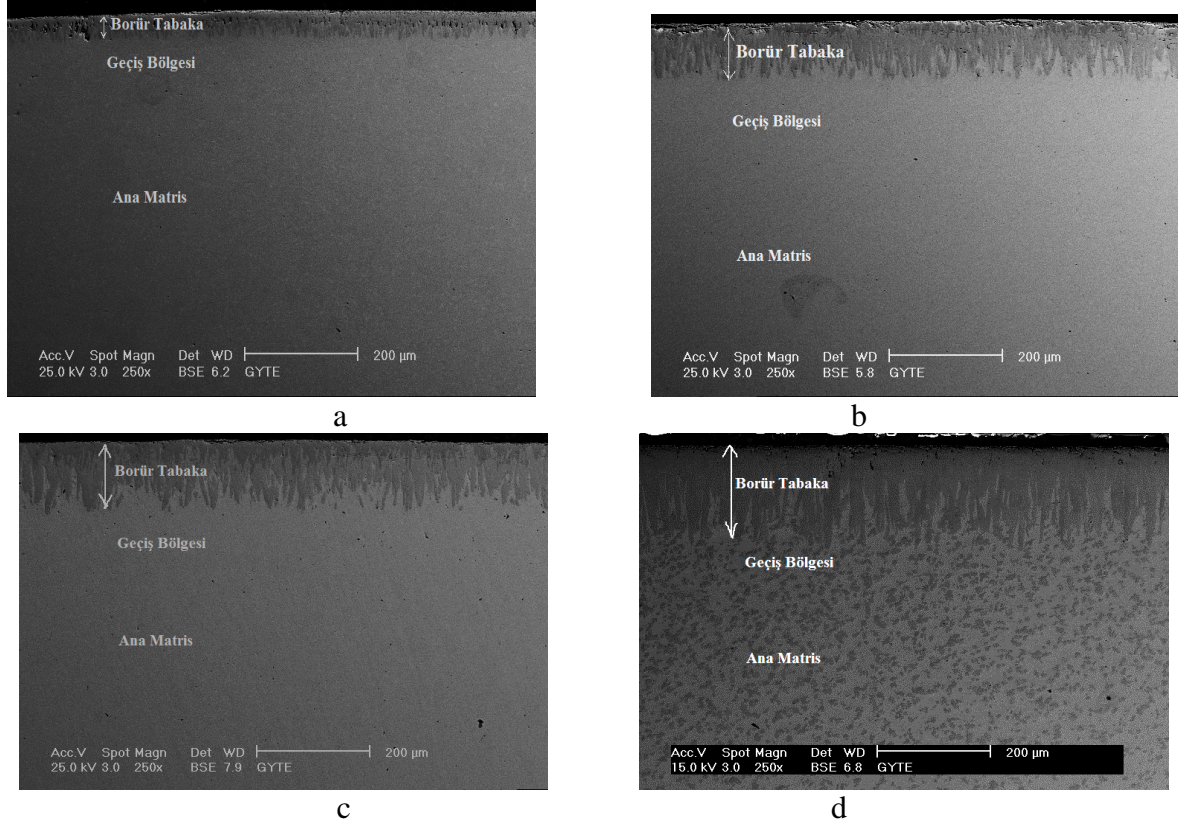 Borür Tabaka
Geçiş Bölgesi
Ana Matris
Acc.V Spot Magn Det WD 200 µm
25.0 kV 3.0 250x BSE 6.2 GYTE
a
Borür Tabaka
Geçiş Bölgesi
Ana Matris
Acc.V Spot Magn Det WD 200 µm
25.0 kV 3.0 250x BSE 5.8 GYTE
b
Borür Tabaka
Geçiş Bölgesi
Ana Matris
Acc.V Spot Magn Det WD 200 µm
25.0 kV 3.0 250x BSE 7.9 GYTE
c
Borür Tabaka
Geçiş Bölgesi
Ana Matris
Acc.V Spot Magn Det WD 200 µm
15.0 kV 3.0 250x BSE 6.8 GYTE
d